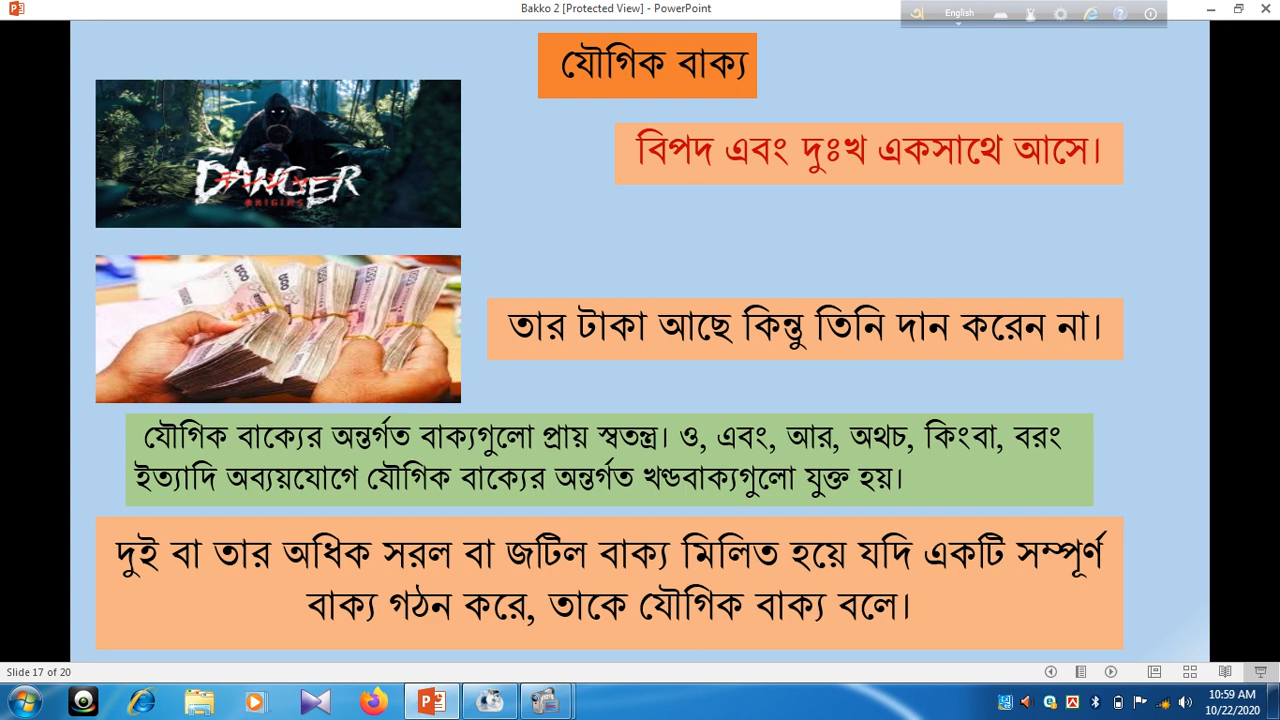 Bakko 2 [Protected View] - PowerPoint
English
যৌগিক বাক্য
DANGER
ORIGINS
বিপদ এবং দুঃখ একসাথে আসে।
তার টাকা আছে কিন্তু তিনি দান করেন না।
যৌগিক বাক্যের অন্তর্গত বাক্যগুলো প্রায় স্বতন্ত্র। ও, এবং, আর, অথচ, কিংবা, বরং
ইত্যাদি অব্যয়যোগে যৌগিক বাক্যের অন্তর্গত খণ্ডবাক্যগুলো যুক্ত হয়।
দুই বা তার অধিক সরল বা জটিল বাক্য মিলিত হয়ে যদি একটি সম্পূর্ণ
বাক্য গঠন করে, তাকে যৌগিক বাক্য বলে।
Slide 17 of 20
10:59 AM
10/22/2020